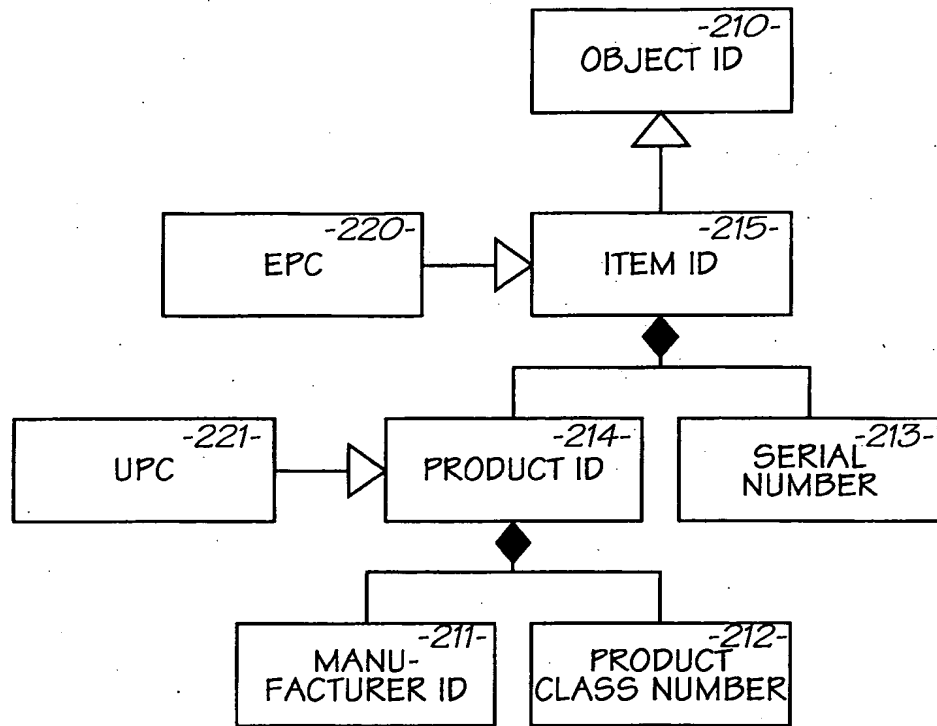 -210-
OBJECT ID
-220-
EPC
-215-
ITEM ID
-221-
UPC
-214-
PRODUCT ID
-213-
SERIAL
NUMBER
-211-
MANU-
FACTURER ID
-212-
PRODUCT
CLASS NUMBER